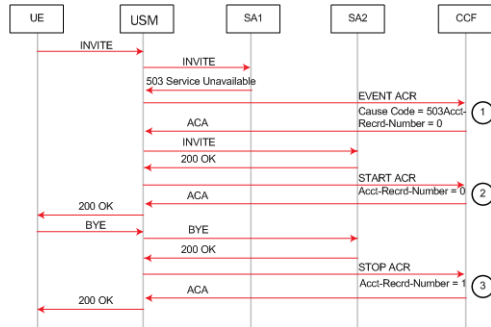 UE USM SA1 SA2 CCF
INVITE
INVITE
503 Service Unavailable
EVENT ACR
Cause Code = 503Acct-
Recrd-Number = 0
1
ACA
INVITE
200 OK
START ACR
Acct-Recrd-Number = 0
2
ACA
200 OK
BYE
BYE
200 OK
STOP ACR
Acct-Recrd-Number = 1
3
ACA
200 OK